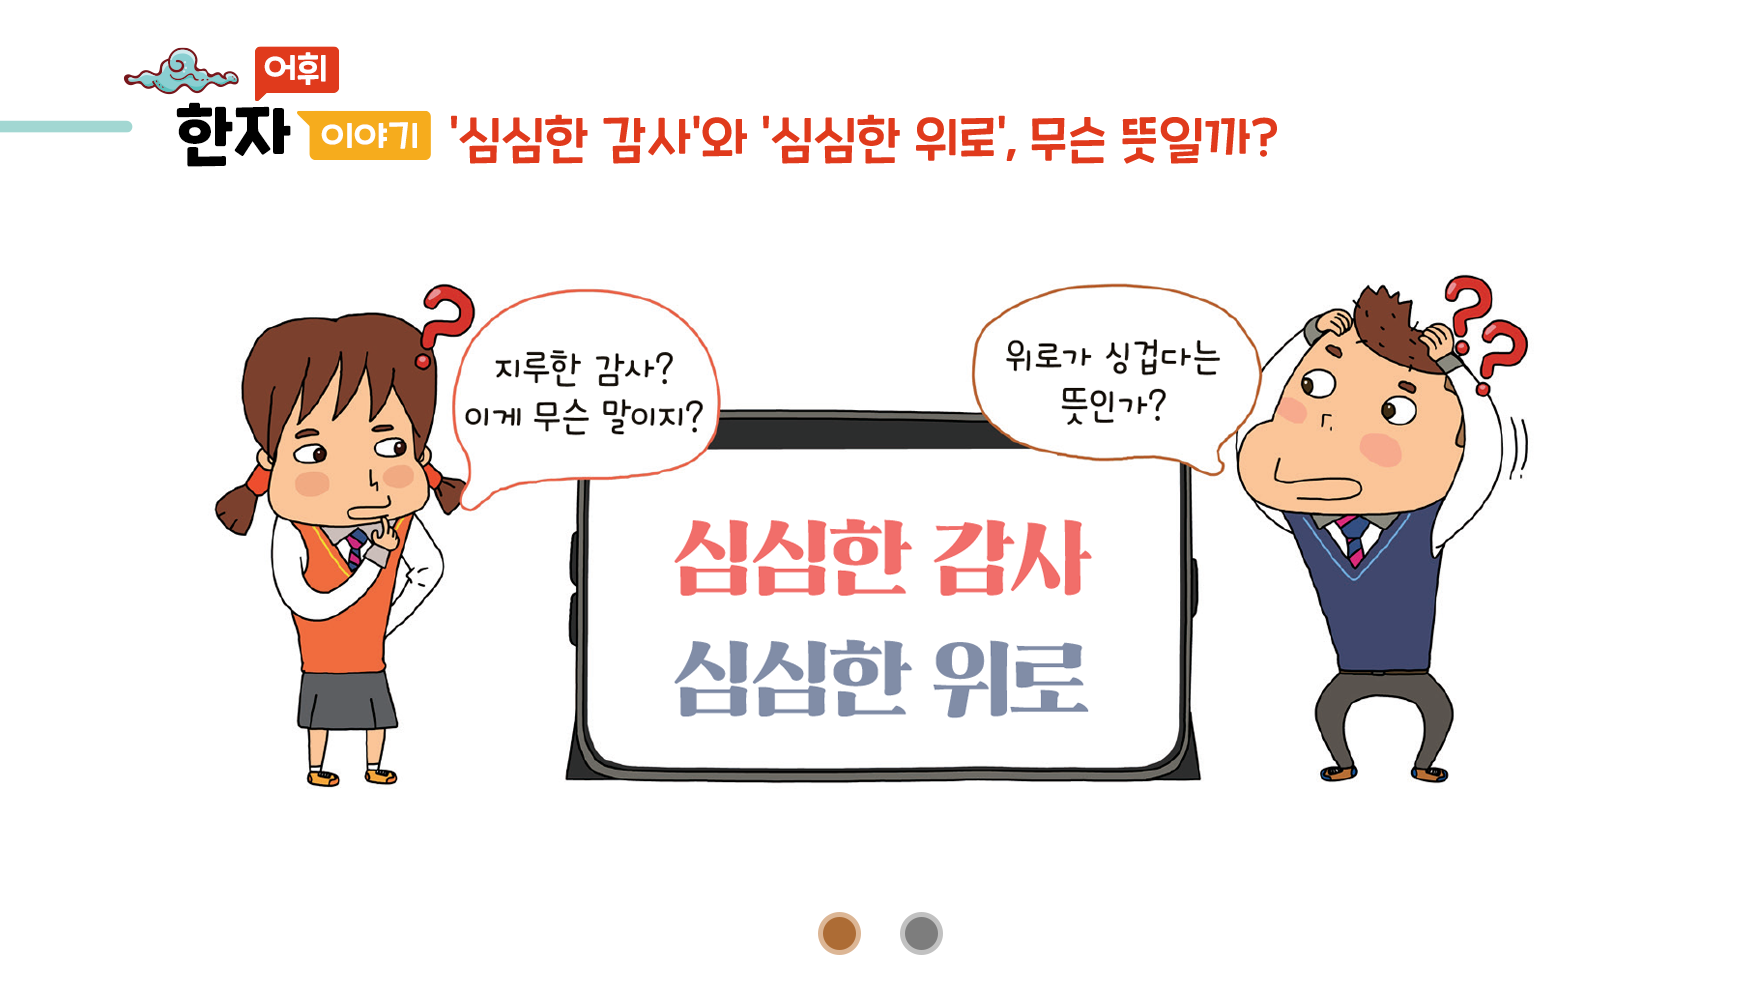 어휘
한자 이야기 '심심한 감사'와 '심심한 위로', 무슨 뜻일까?
지루한 감사?
이게 무슨 말이지?
위로가 싱겁다는
뜻인가?
심심한 감사
심심한 위로